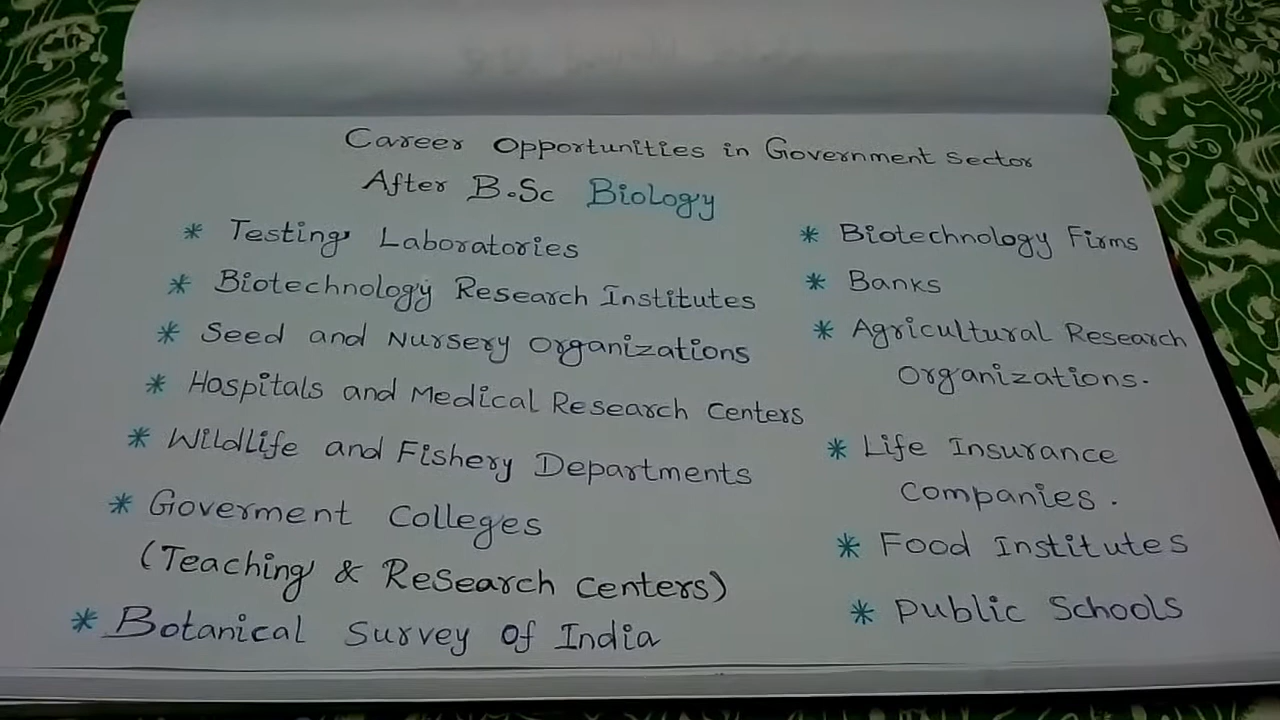 Career Opportunities in Government Sector
After B.Sc Biology
* Testing Laboratories
* Biotechnology Research Institutes
* Seed and Nursery Organizations
* Hospitals and Medical Research Centers
* Wildlife and Fishery Departments
* Goverment Colleges
(Teaching & Research Centers)
* Botanical Survey of India
* Biotechnology Firms
* Banks
* Agricultural Research
Organizations.
* Life Insurance
Companies.
* Food Institutes
* Public Schools